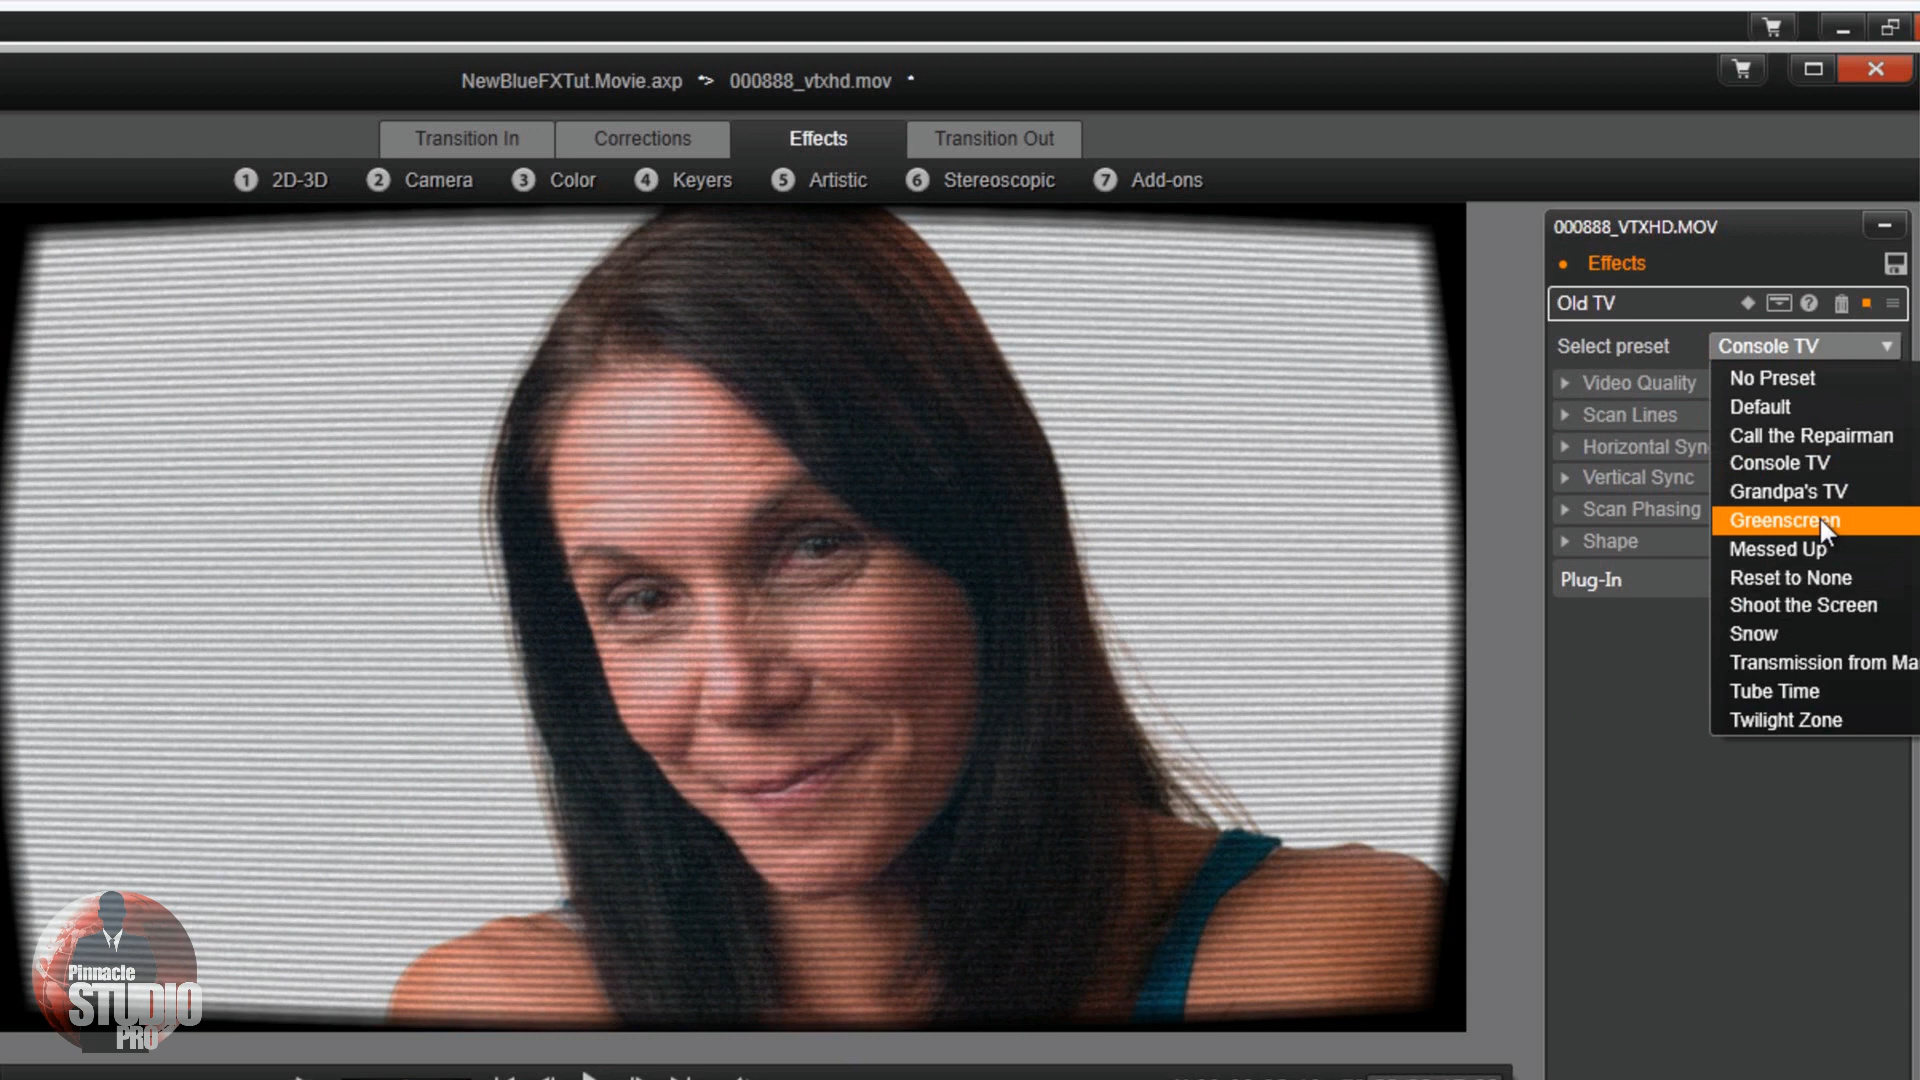 NewBlueFXTut.Movie.axp > 000888_vtxhd.mov
Transition In Corrections Effects Transition Out
1 2D-3D 2 Camera 3 Color 4 Keyers 5 Artistic 6 Stereoscopic 7 Add-ons
000888_VTXHD.MOV
Effects
Old TV
Select preset Console TV
Video Quality
Scan Lines
Horizontal Syn
Vertical Sync
Scan Phasing
Shape
Plug-In
No Preset
Default
Call the Repairman
Console TV
Grandpa's TV
Greenscreen
Messed Up
Reset to None
Shoot the Screen
Snow
Transmission from Ma
Tube Time
Twilight Zone
Pinnacle
STUDIO
PRO